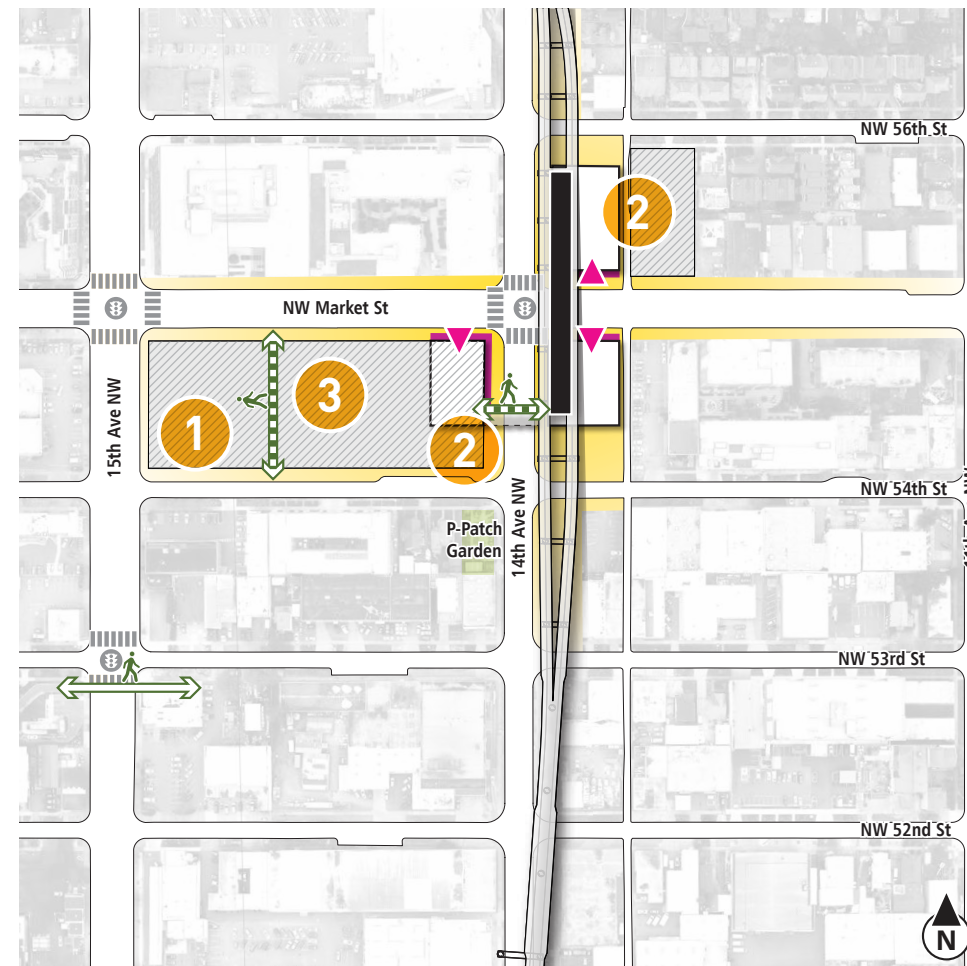 NW 56th St
2
NW Market St
15th Ave NW
1
3
2
NW 54th St
P-Patch
Garden
14th Ave NW
NW 53rd St
NW 52nd St
N